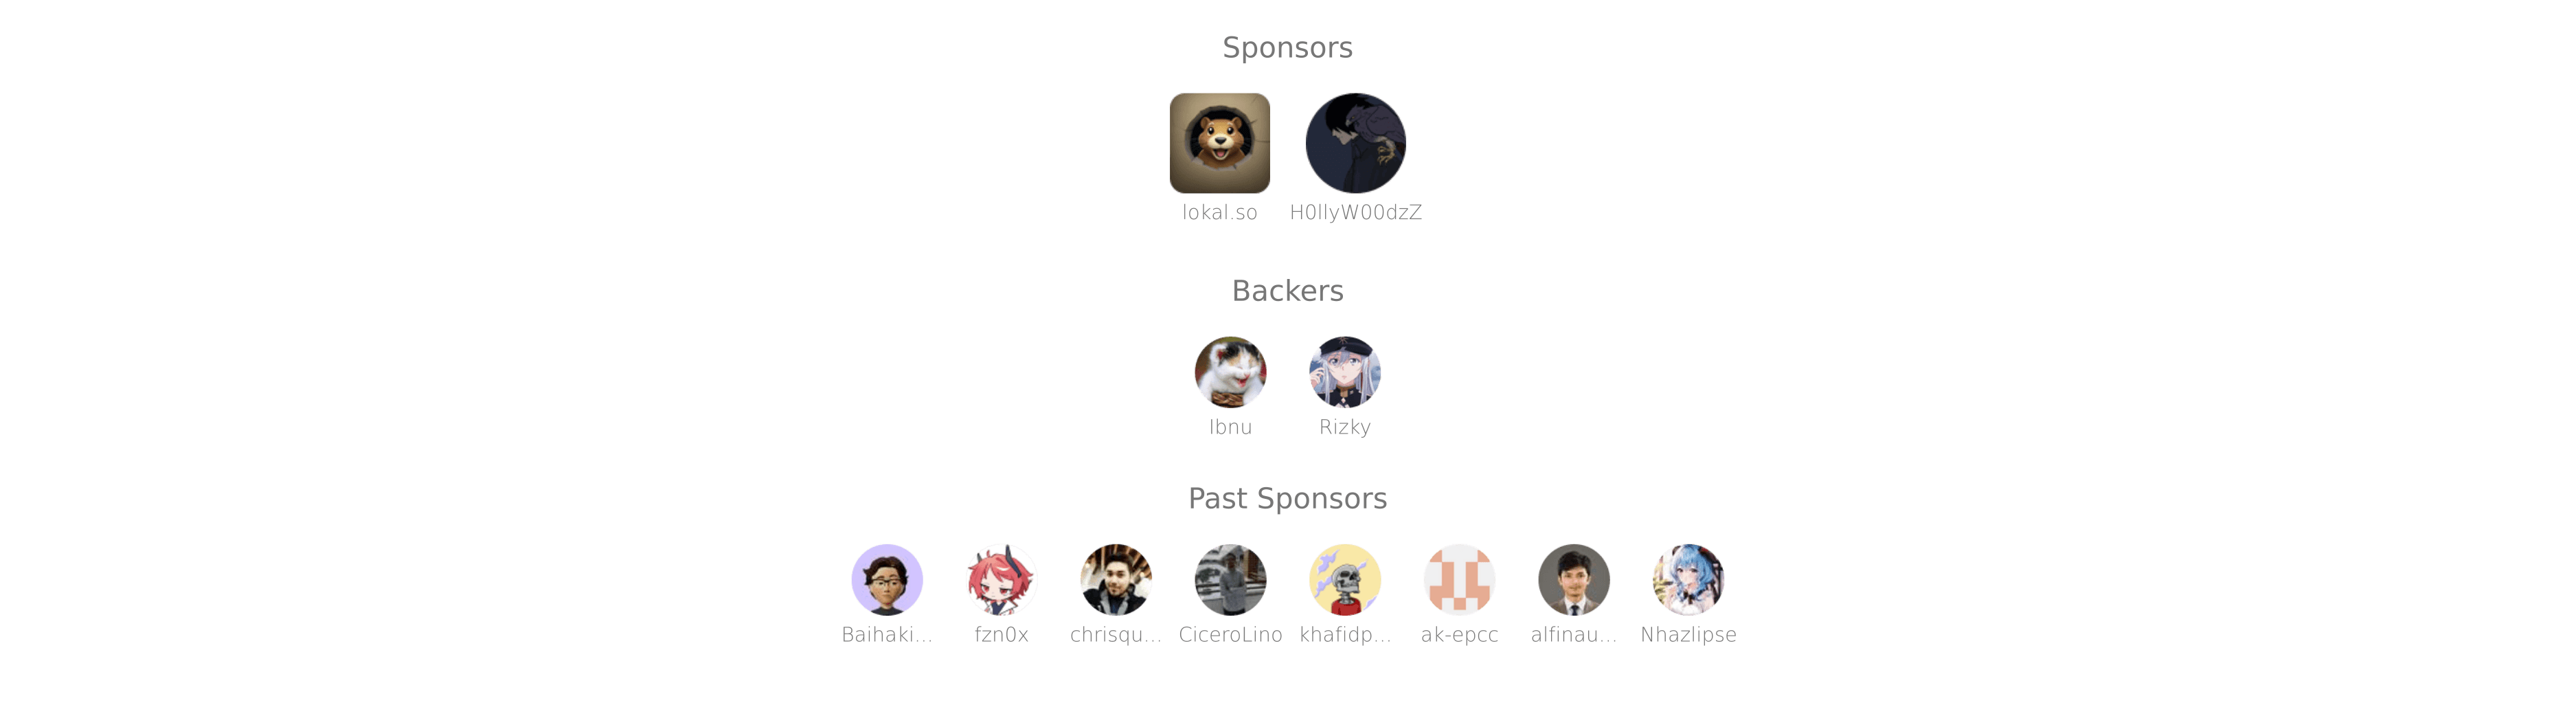 Sponsors
lokal.so H0llyW00dzZ
Backers
Ibnu Rizky
Past Sponsors
Baihaki... fzn0x chrisqu... CiceroLino khafidp... ak-epcc alfinau... Nhazlipse